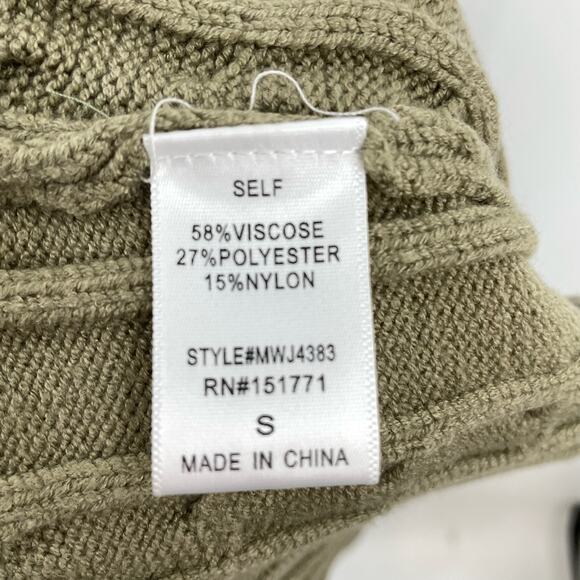 SELF
58%VISCOSE
27%POLYESTER
15%NYLON
STYLE#MWJ4383
RN#151771
S
MADE IN CHINA